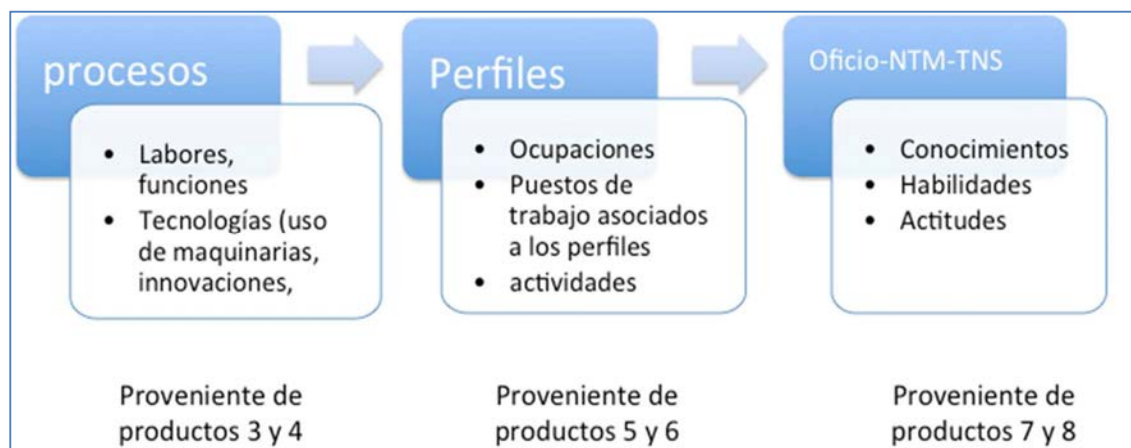 procesos
• Labores,
funciones
• Tecnologías (uso
de maquinarias,
innovaciones,
Proveniente de
productos 3 y 4
Perfiles
• Ocupaciones
• Puestos de
trabajo asociados
a los perfiles
• actividades
Proveniente de
productos 5 y 6
Oficio-NTM-TNS
• Conocimientos
• Habilidades
• Actitudes
Proveniente de
productos 7 y 8